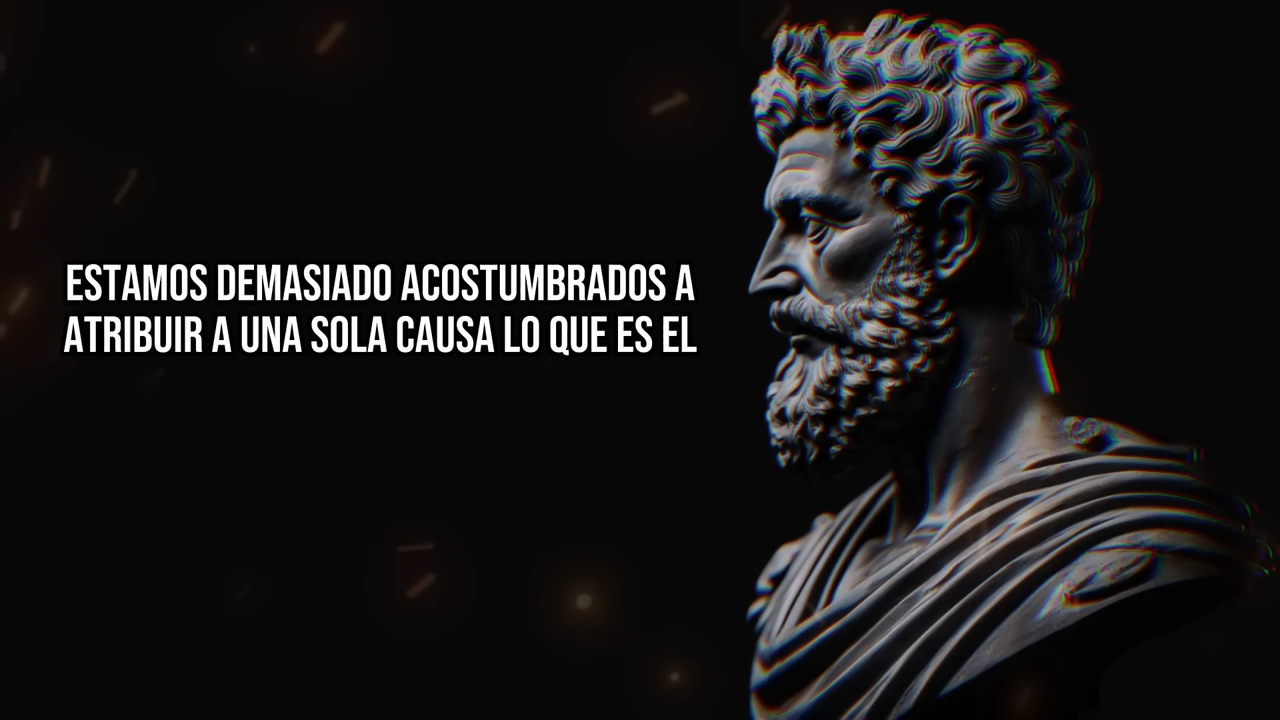 ESTAMOS DEMASIADO ACOSTUMBRADOS A
ATRIBUIR A UNA SOLA CAUSA LO QUE ES EL